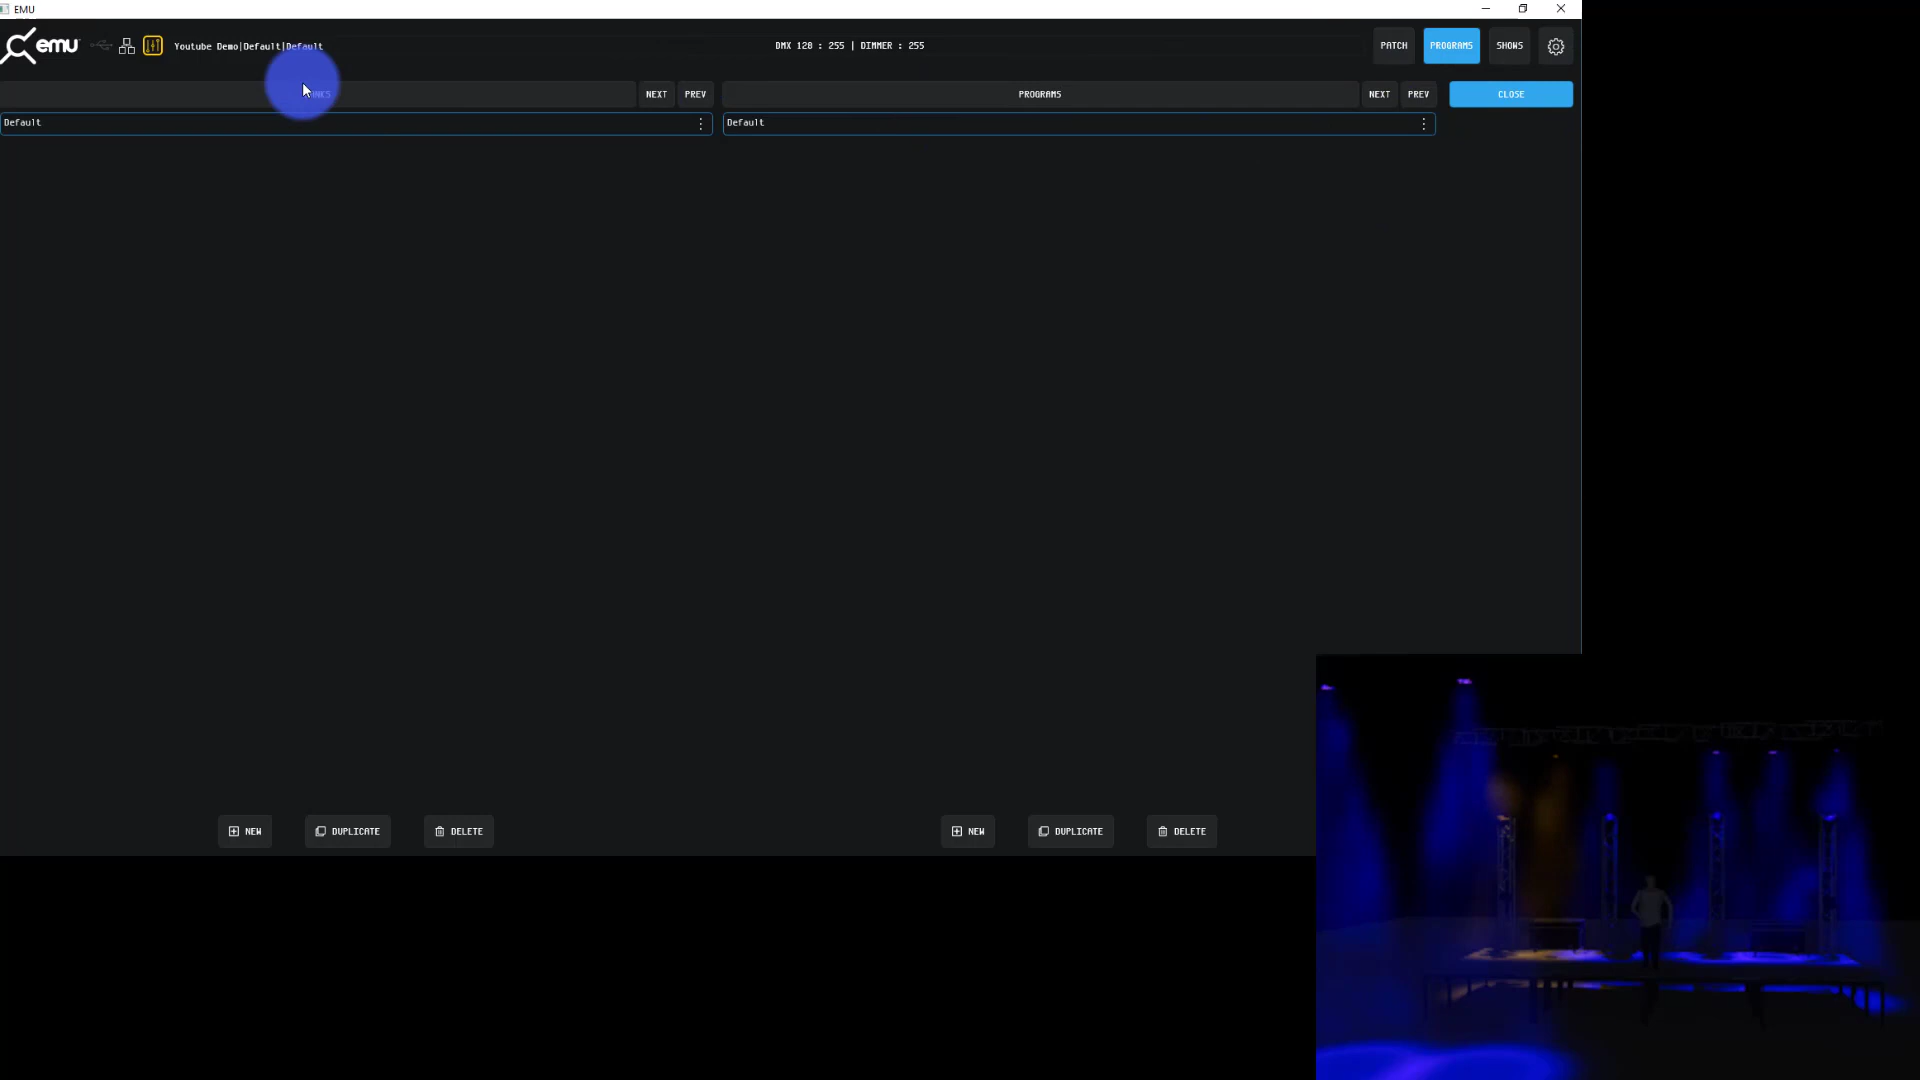 EMU
emu
Youtube Demo|Default|Default
DMX 120 : 255 | DIMMER : 255
PATCH
PROGRAMS
SHOWS
NEXT
PREV
PROGRAMS
NEXT
PREV
CLOSE
Default
Default
NEW
DUPLICATE
DELETE
NEW
DUPLICATE
DELETE